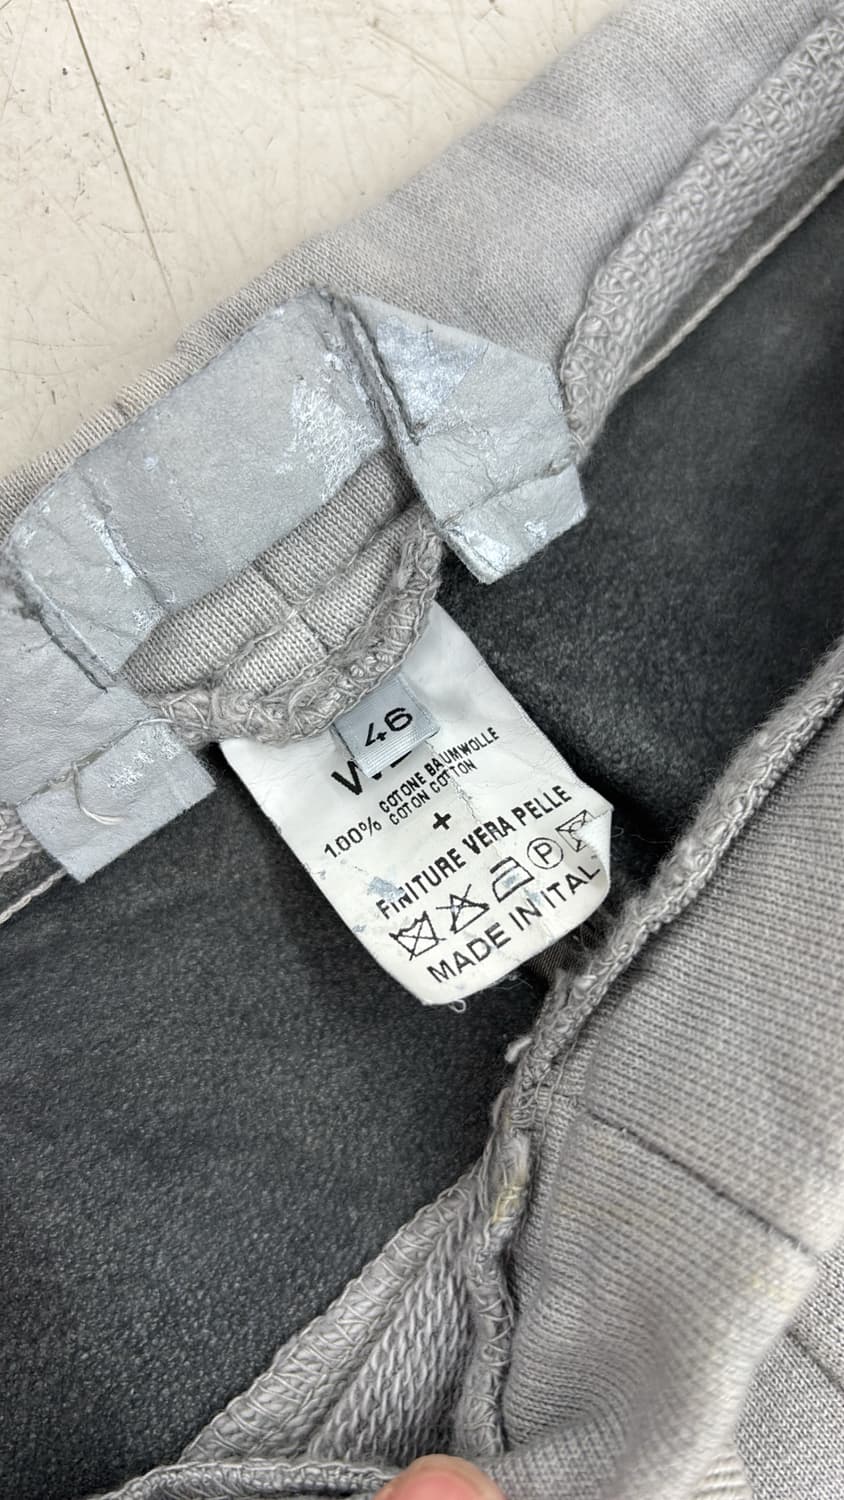 46
100% COTONE BAUMWOLLE
COTON COTTON
+
FINITURE VERA PELLE
P
MADE IN ITAL